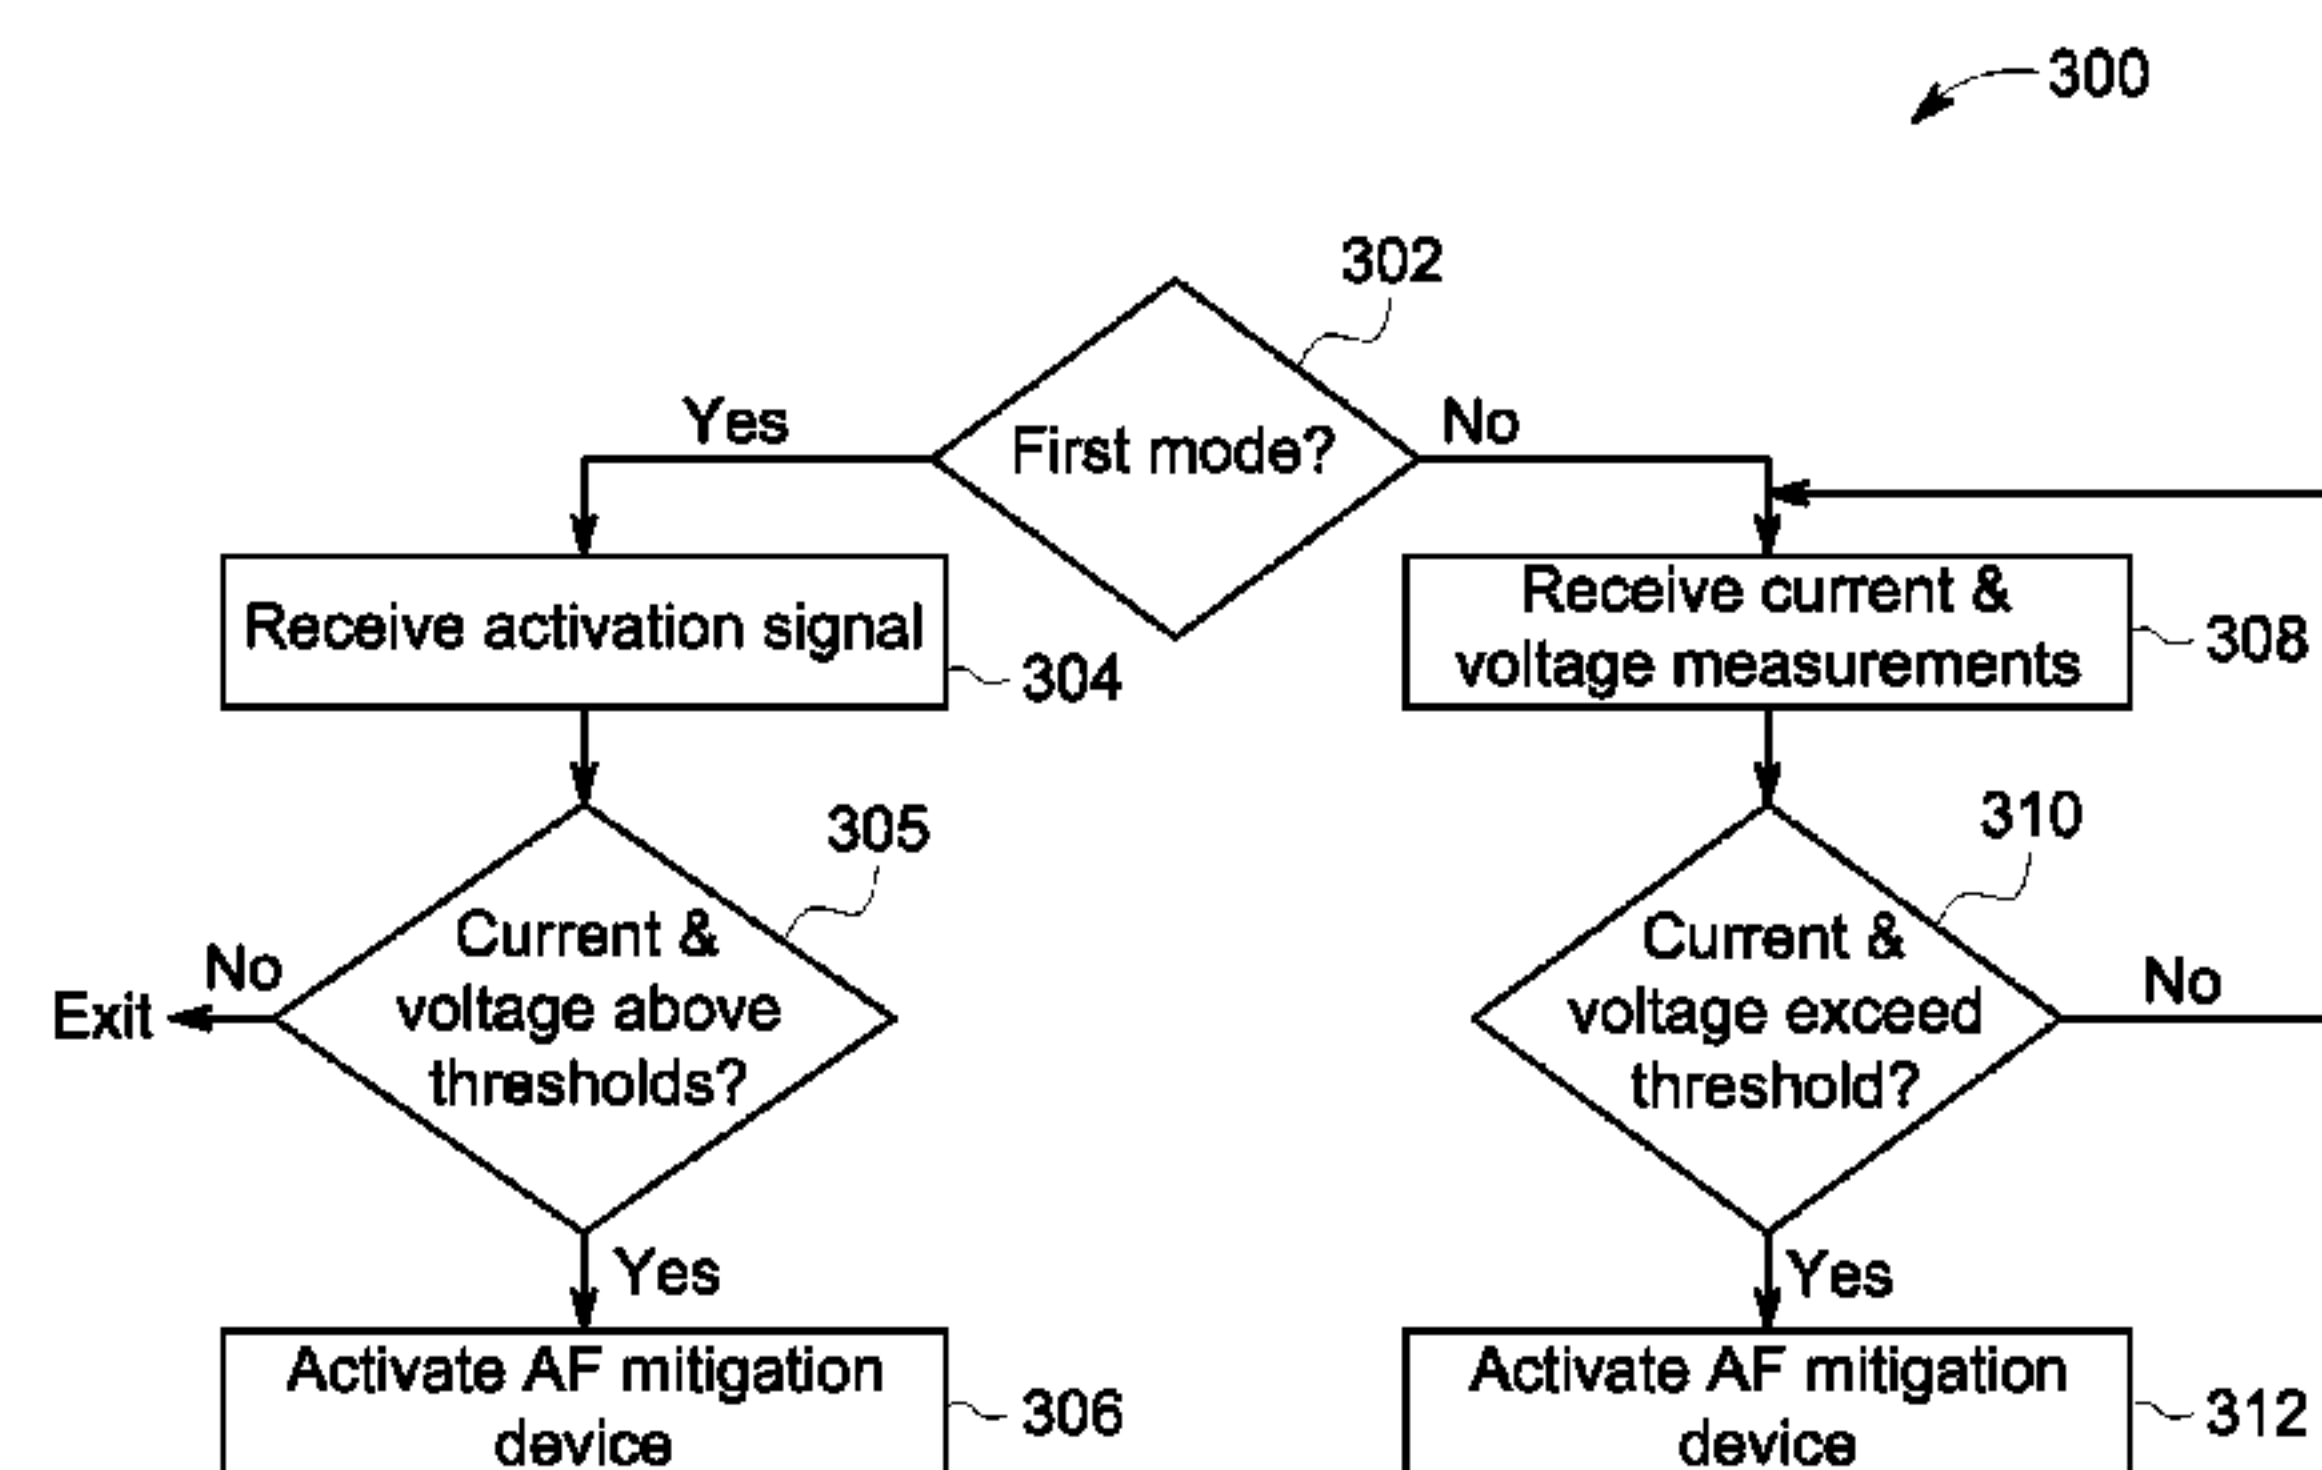 300
302
Yes
First mode?
No
Receive activation signal
304
Receive current &
voltage measurements
308
305
Current &
voltage above
thresholds?
No
Exit
Yes
310
Current &
voltage exceed
threshold?
No
Yes
Activate AF mitigation
device
306
Activate AF mitigation
device
312